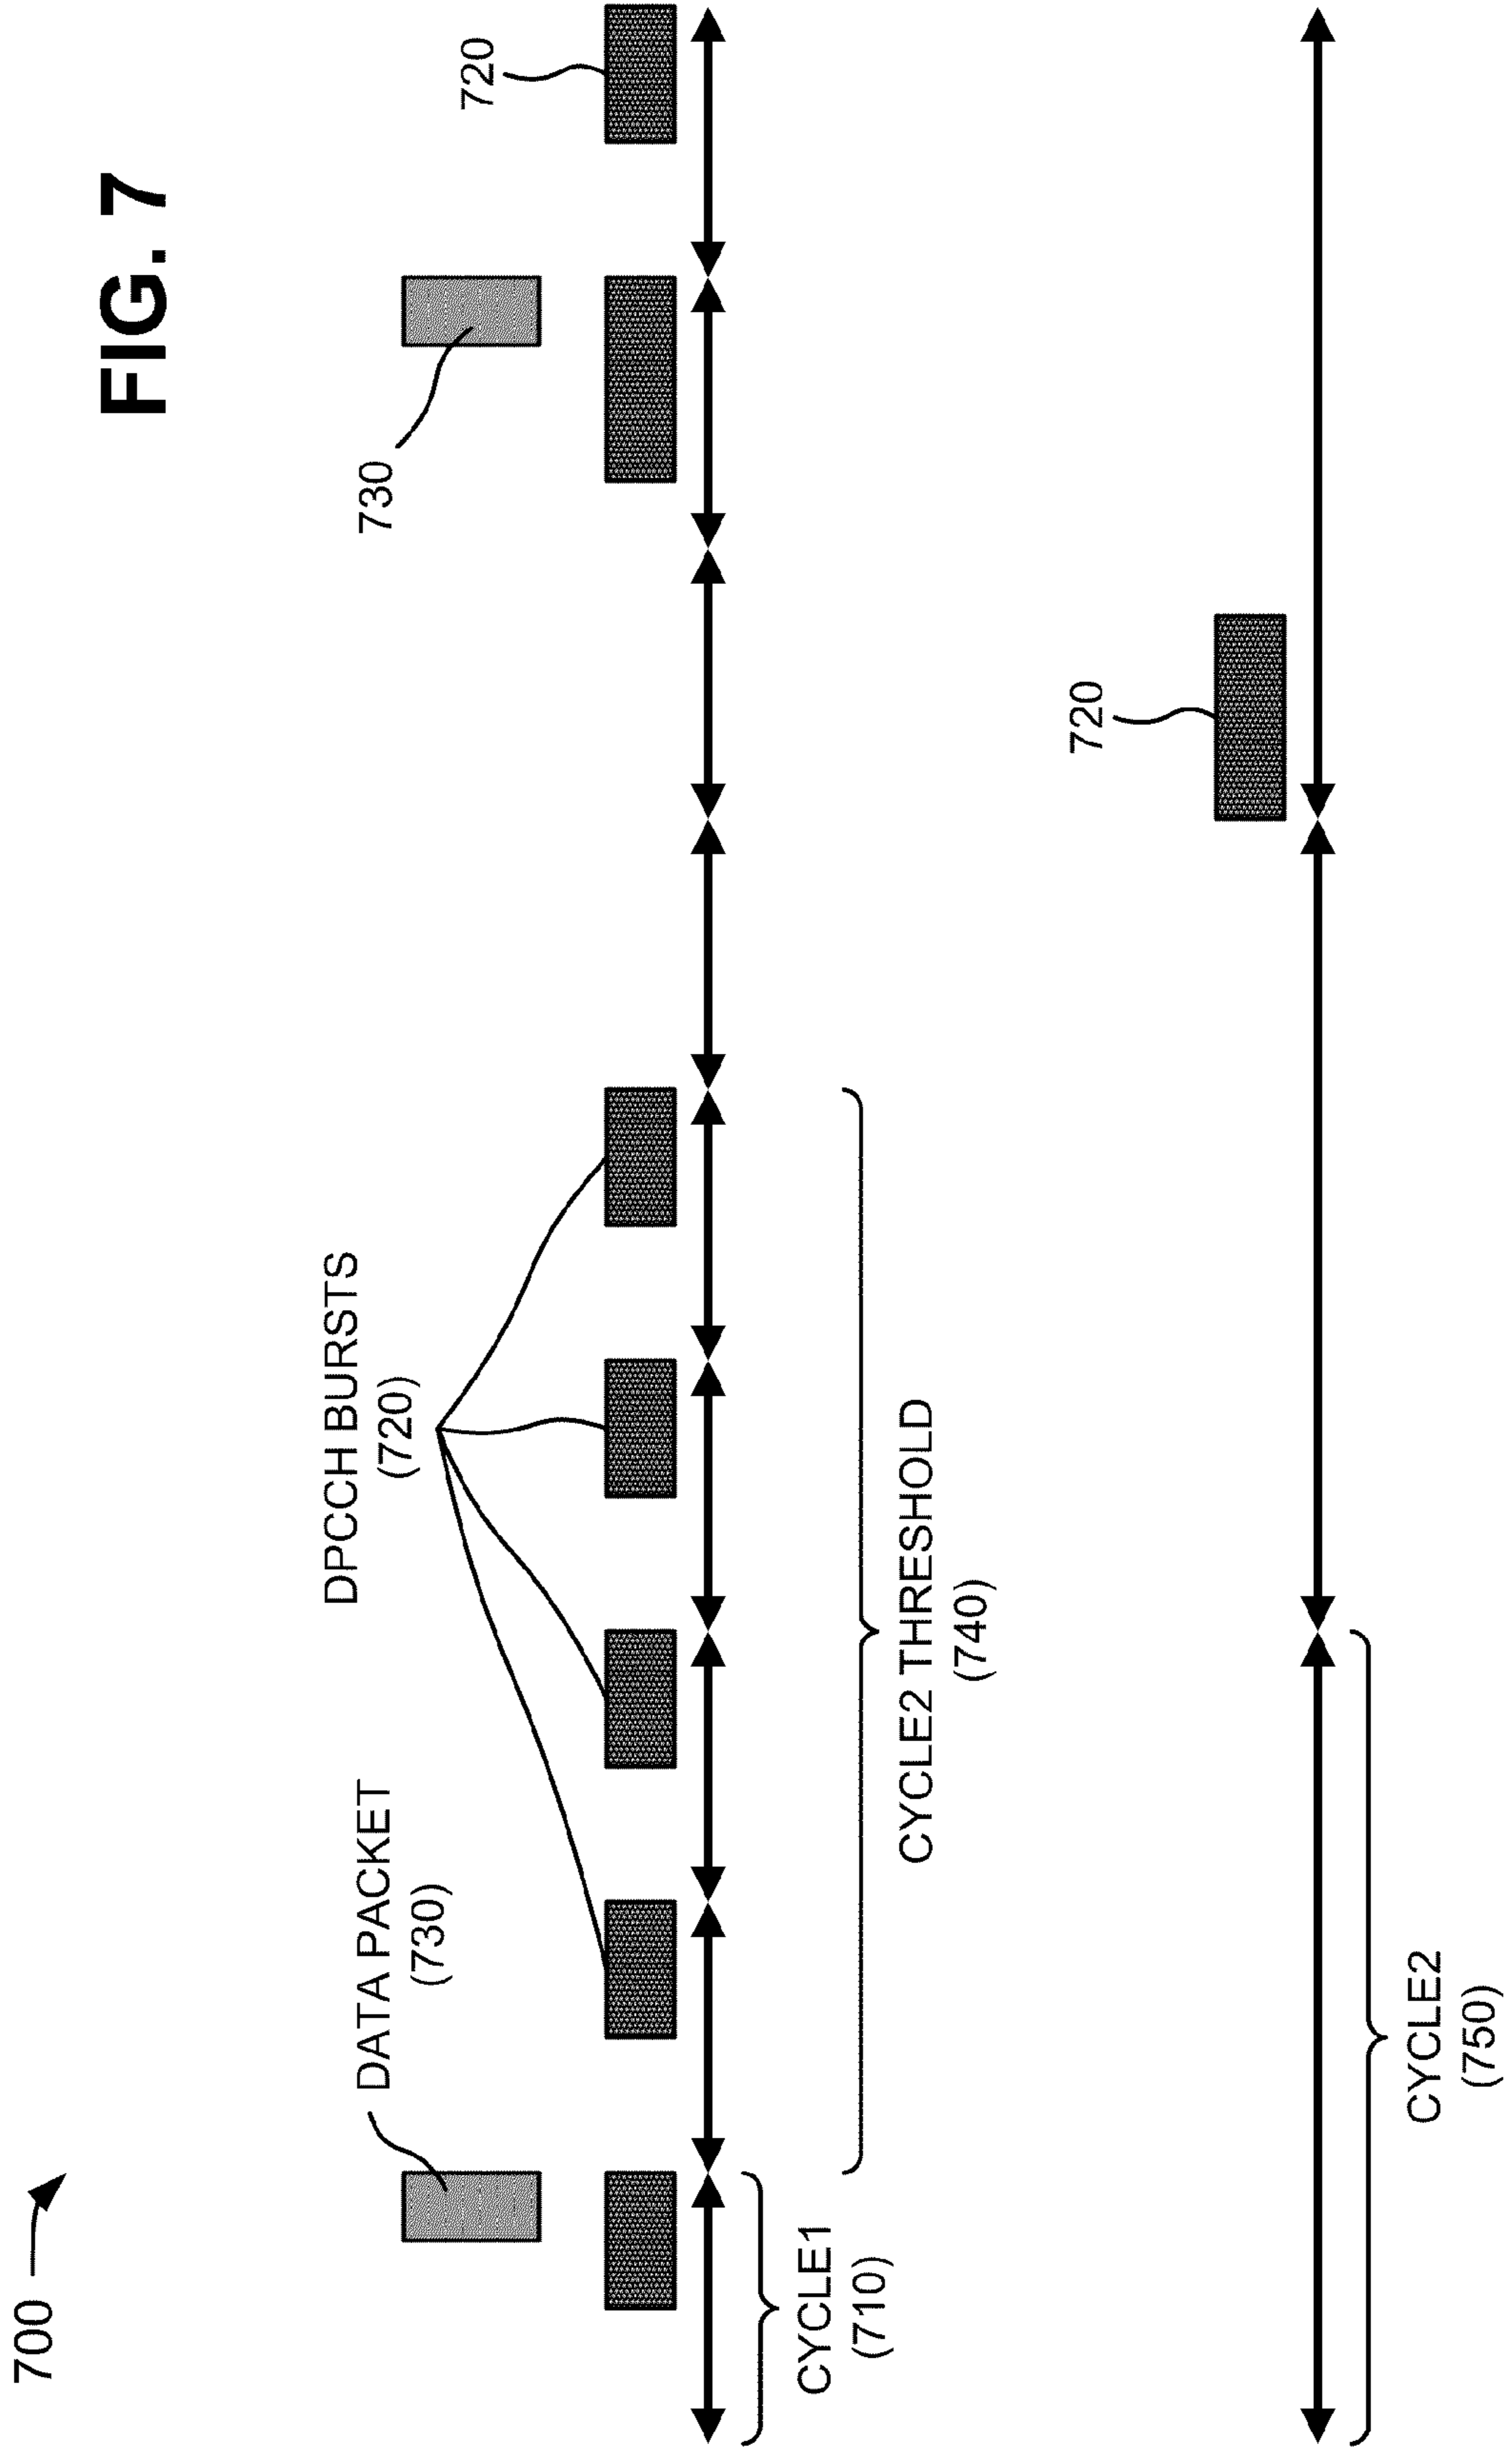 700
FIG. 7
DATA PACKET
(730)
DPCCH BURSTS
(720)
730
720
CYCLE1
(710)
CYCLE2 THRESHOLD
(740)
720
CYCLE2
(750)